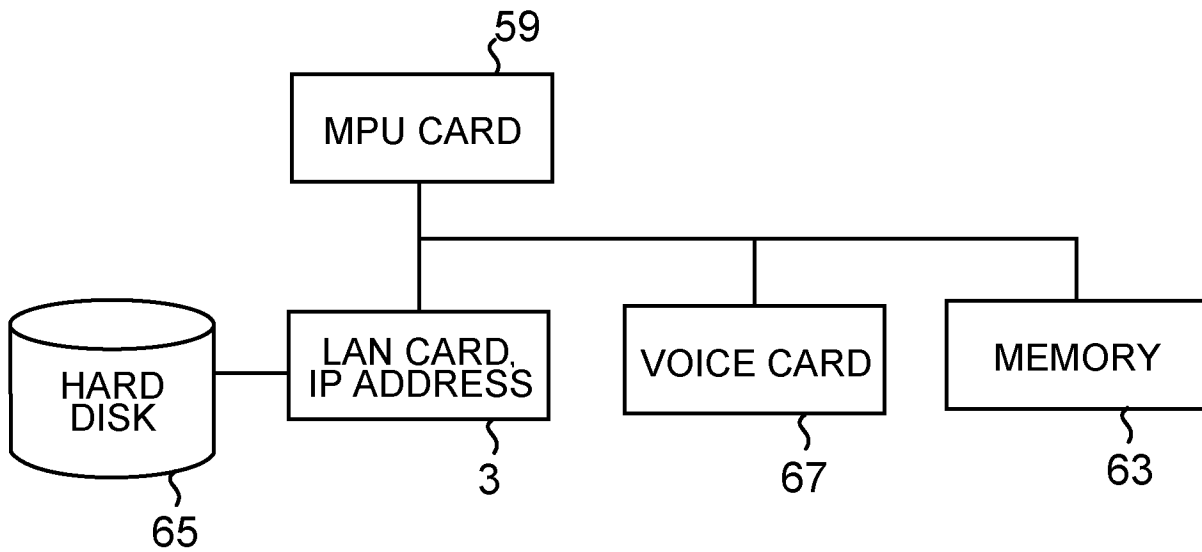 59
MPU CARD
HARD
DISK
65
LAN CARD,
IP ADDRESS
3
VOICE CARD
67
MEMORY
63